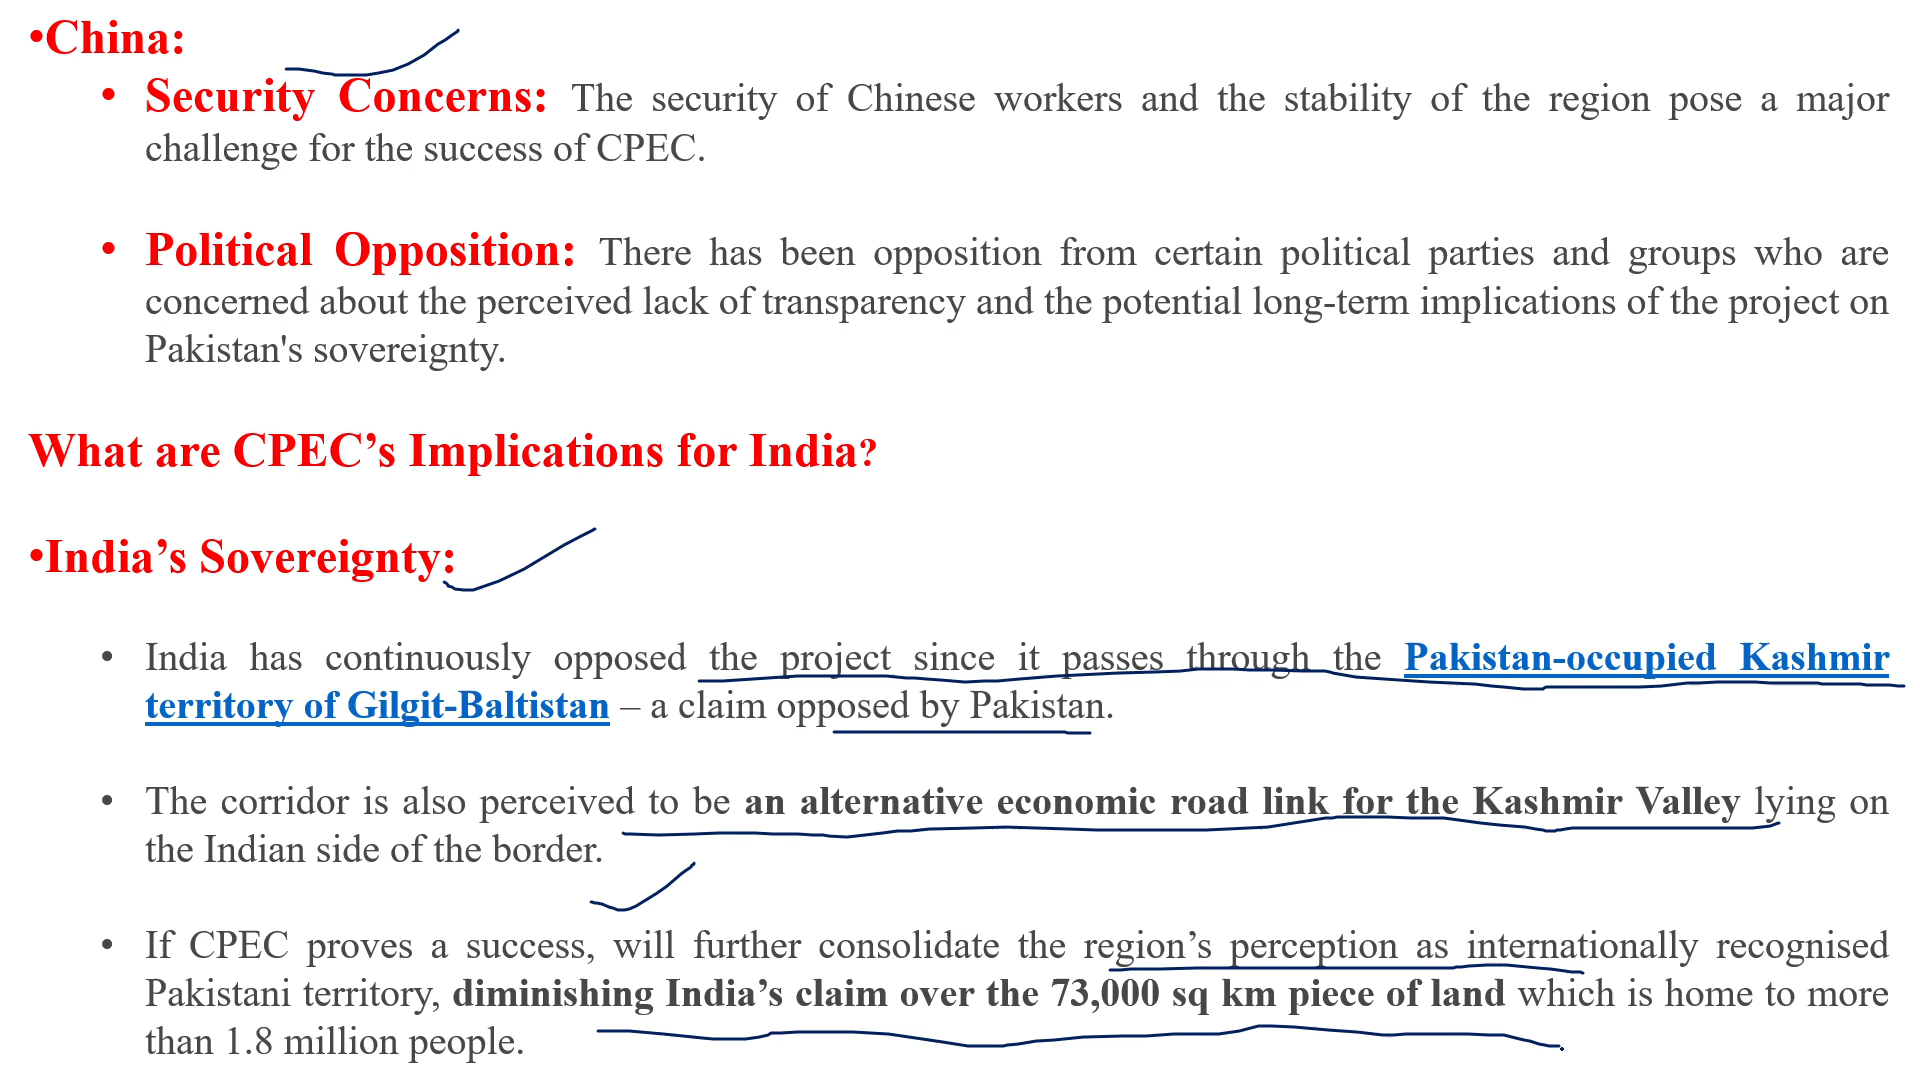 •China:
• Security Concerns: The security of Chinese workers and the stability of the region pose a major
challenge for the success of CPEC.
• Political Opposition: There has been opposition from certain political parties and groups who are
concerned about the perceived lack of transparency and the potential long-term implications of the project on
Pakistan's sovereignty.
What are CPEC’s Implications for India?
•India’s Sovereignty:
• India has continuously opposed the project since it passes through the Pakistan-occupied Kashmir
territory of Gilgit-Baltistan – a claim opposed by Pakistan.
• The corridor is also perceived to be an alternative economic road link for the Kashmir Valley lying on
the Indian side of the border.
• If CPEC proves a success, will further consolidate the region’s perception as internationally recognised
Pakistani territory, diminishing India’s claim over the 73,000 sq km piece of land which is home to more
than 1.8 million people.